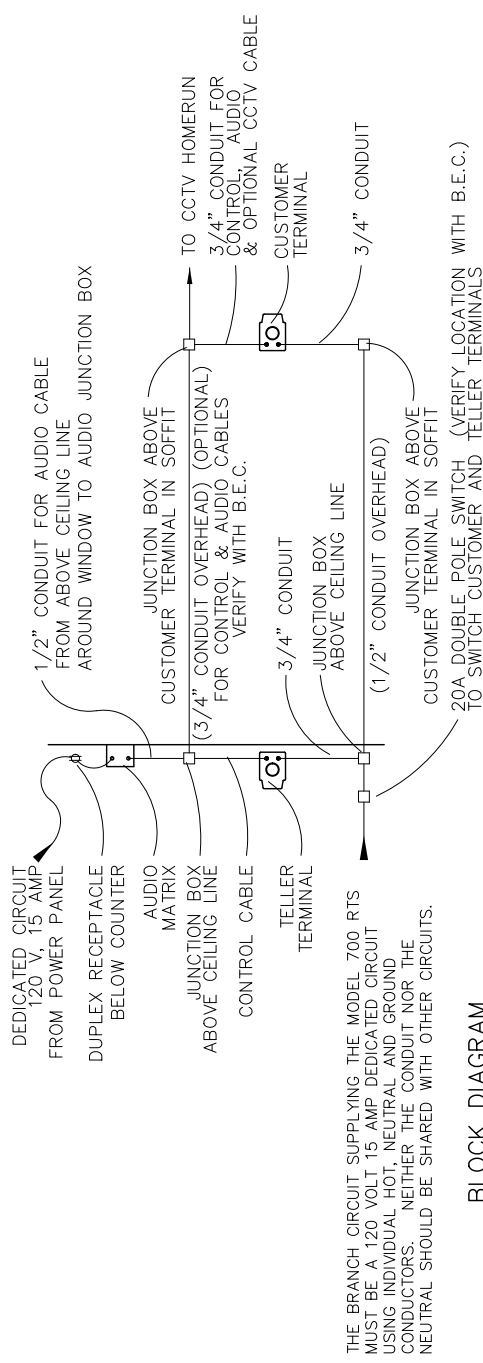 DEDICATED CIRCUIT
120 V, 15 AMP
FROM POWER PANEL
DUPLEX RECEPTACLE
BELOW COUNTER
AUDIO
MATRIX
JUNCTION BOX
ABOVE CEILING LINE
CONTROL CABLE
TELLER
TERMINAL
1/2" CONDUIT FOR AUDIO CABLE
FROM ABOVE CEILING LINE
AROUND WINDOW TO AUDIO JUNCTION BOX
JUNCTION BOX ABOVE
CUSTOMER TERMINAL IN SOFFIT
(3/4" CONDUIT OVERHEAD) (OPTIONAL)
FOR CONTROL & AUDIO CABLES
VERIFY WITH B.E.C.
3/4" CONDUIT
JUNCTION BOX
ABOVE CEILING LINE
(1/2" CONDUIT OVERHEAD)
JUNCTION BOX ABOVE
CUSTOMER TERMINAL IN SOFFIT
20A DOUBLE POLE SWITCH (VERIFY LOCATION WITH B.E.C.)
TO SWITCH CUSTOMER AND TELLER TERMINALS
TO CCTV HOMERUN
3/4" CONDUIT FOR
CONTROL, AUDIO
& OPTIONAL CCTV CABLE
CUSTOMER
TERMINAL
3/4" CONDUIT
THE BRANCH CIRCUIT SUPPLYING THE MODEL 700 RTS
MUST BE A 120 VOLT 15 AMP DEDICATED CIRCUIT
USING INDIVIDUAL HOT, NEUTRAL AND GROUND
CONDUCTORS. NEITHER THE CONDUIT NOR THE
NEUTRAL SHOULD BE SHARED WITH OTHER CIRCUITS.
BLOCK DIAGRAM